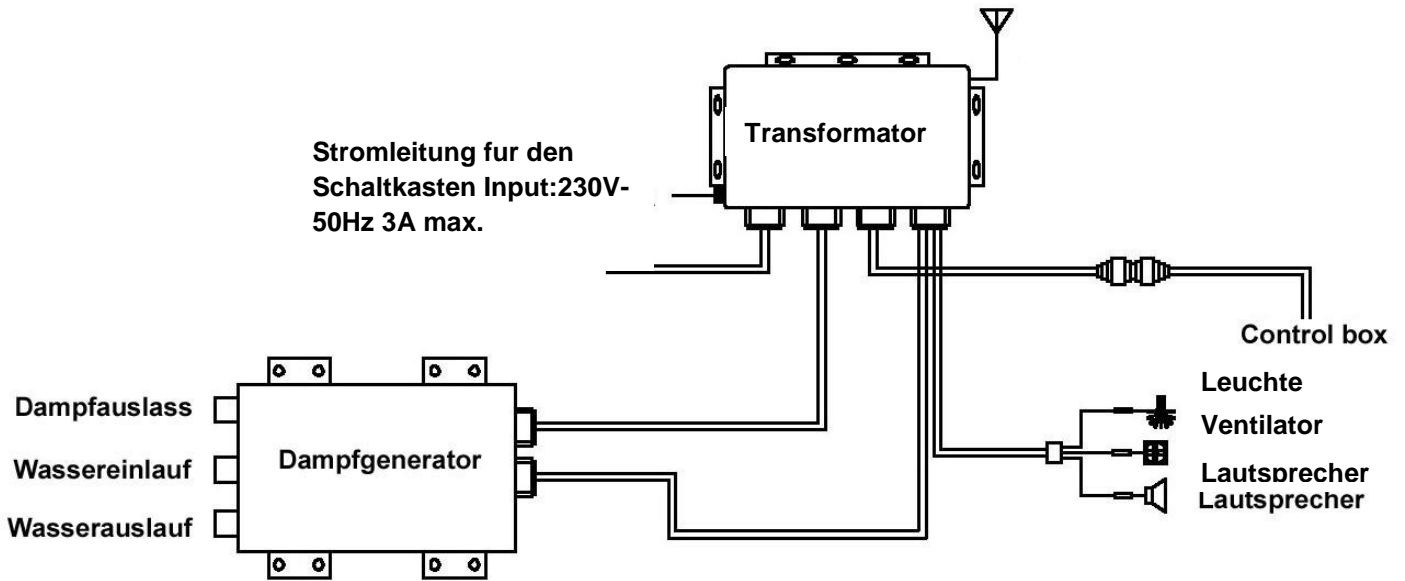 Transformator
Stromleitung fur den
Schaltkasten Input:230V-
50Hz 3A max.
Control box
Leuchte
Ventilator
Lautsprecher
Lautsprecher
Dampfauslass
Wassereinlauf
Wasserauslauf
Dampfgenerator